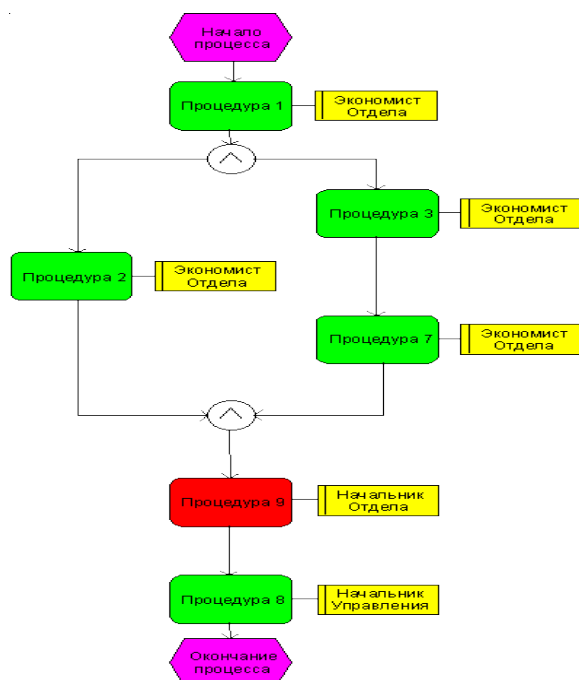 Начало
процесса
Процедура 1
Экономист
Отдела
Процедура 3
Экономист
Отдела
Процедура 2
Экономист
Отдела
Процедура 7
Экономист
Отдела
Процедура 9
Начальник
Отдела
Процедура 8
Начальник
Управления
Окончание
процесса